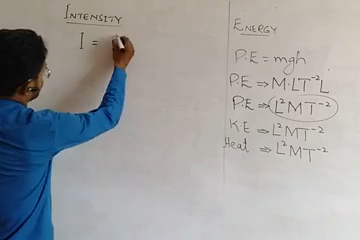 INTENSITY
I =
ENERGY
P.E = mgh
P.E ⇒ M·LT⁻²L
P.E ⇒ L²MT⁻²
K.E ⇒ L²MT⁻²
Heat ⇒ L²MT⁻²